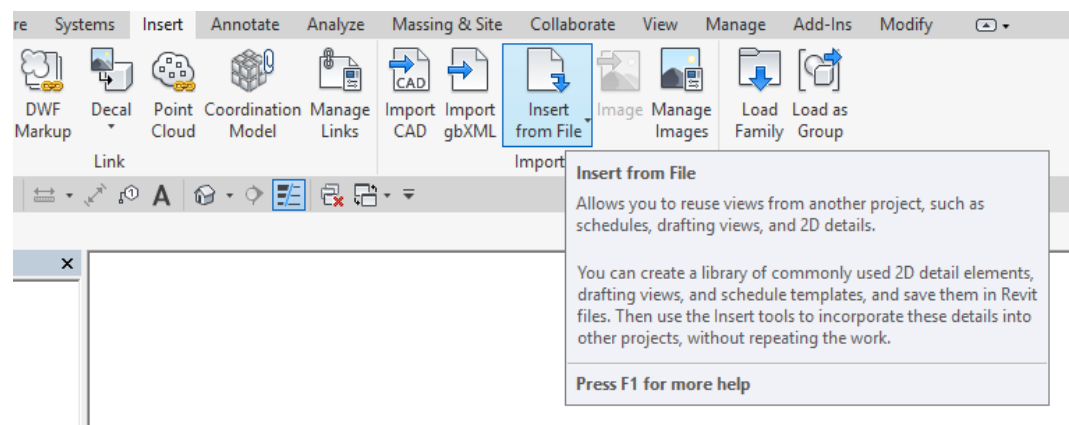 re Systems Insert Annotate Analyze Massing & Site Collaborate View Manage Add-Ins Modify
CAD
DWF Decal Point Coordination Manage Import Import Insert Image Manage Load Load as
Markup Cloud Model Links CAD gbXML from File Images Family Group
Link Import
1 A
Insert from File
Allows you to reuse views from another project, such as
schedules, drafting views, and 2D details.
You can create a library of commonly used 2D detail elements,
drafting views, and schedule templates, and save them in Revit
files. Then use the Insert tools to incorporate these details into
other projects, without repeating the work.
Press F1 for more help